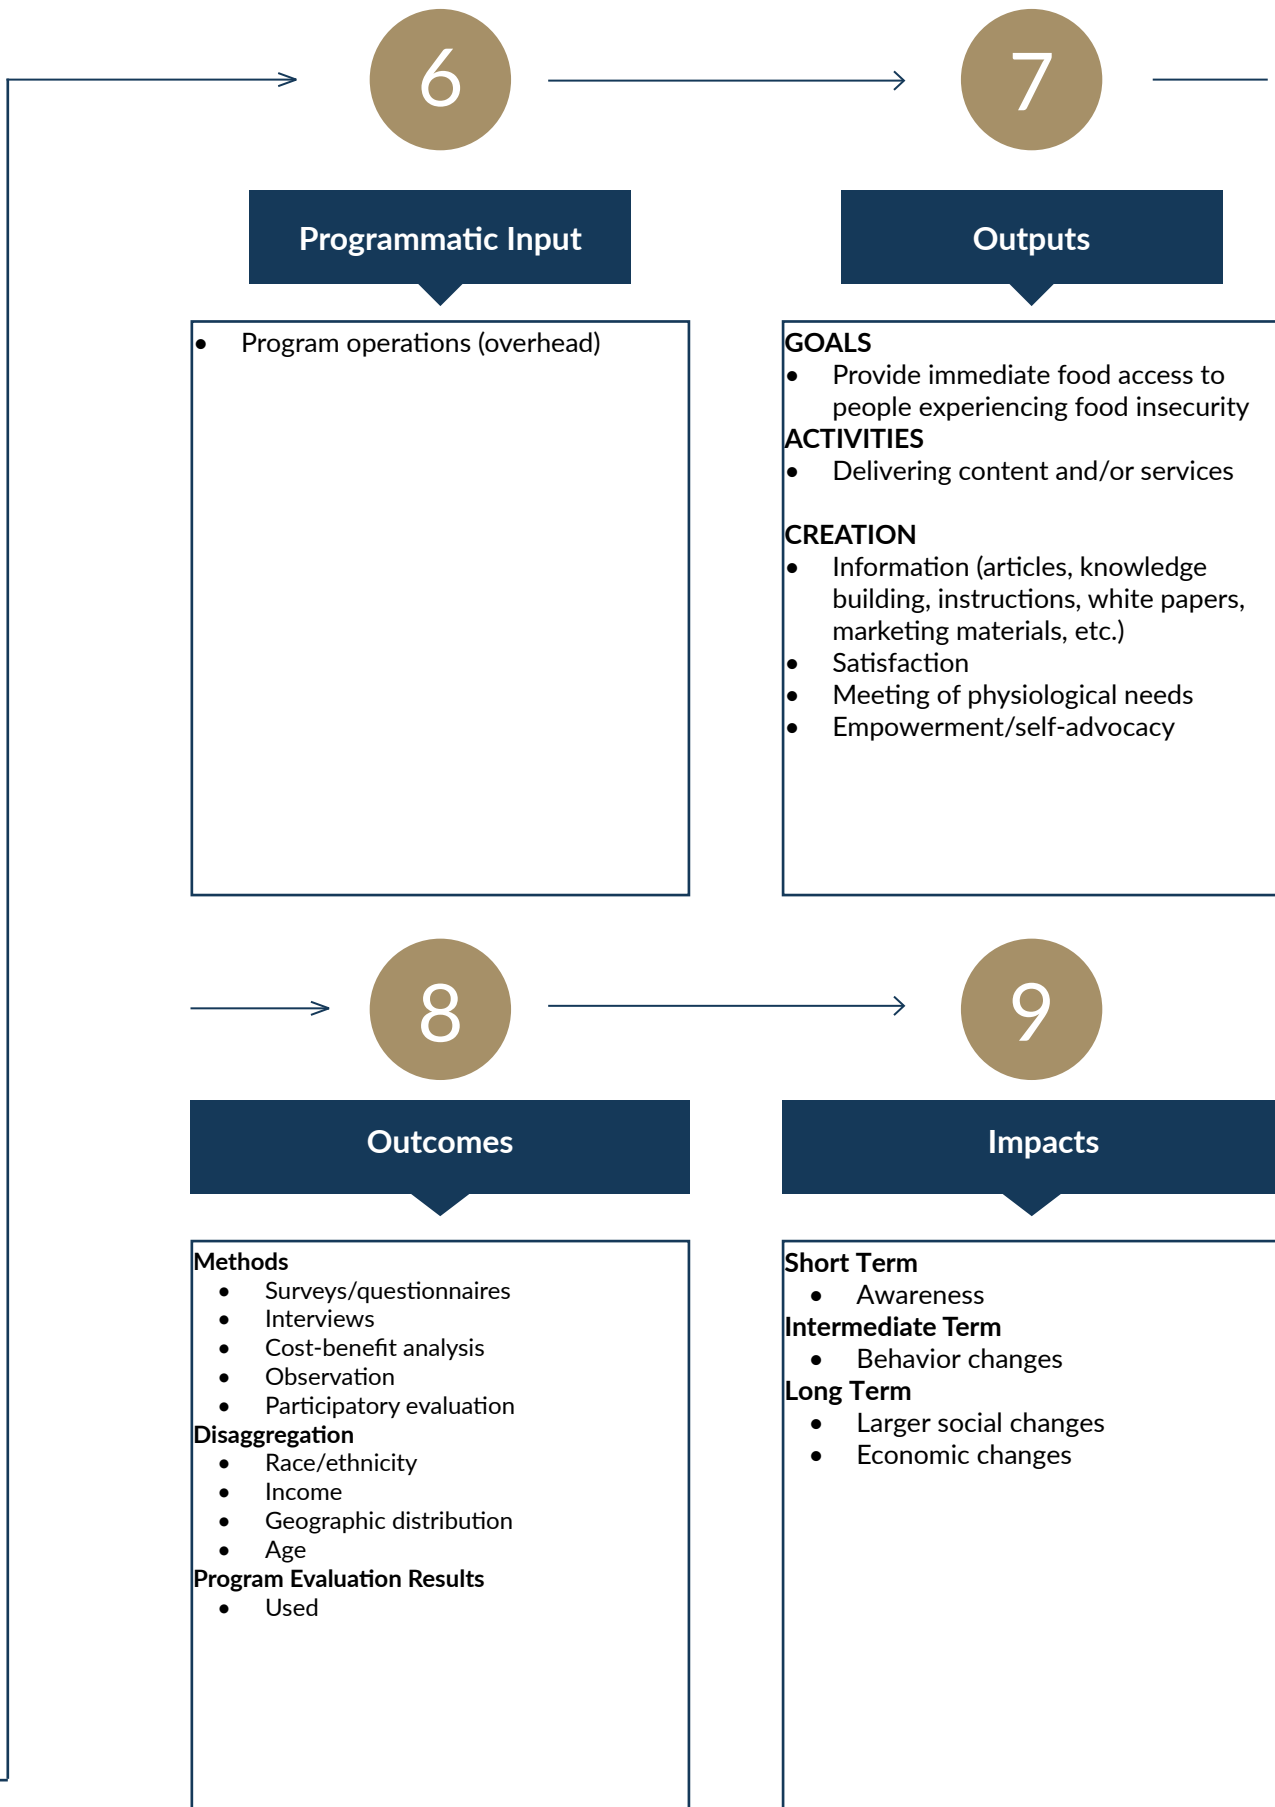 6
7
Programmatic Input
Outputs
• Program operations (overhead)
GOALS
• Provide immediate food access to
people experiencing food insecurity
ACTIVITIES
• Delivering content and/or services
CREATION
• Information (articles, knowledge
building, instructions, white papers,
marketing materials, etc.)
• Satisfaction
• Meeting of physiological needs
• Empowerment/self-advocacy
8
9
Outcomes
Impacts
Methods
• Surveys/questionnaires
• Interviews
• Cost-benefit analysis
• Observation
• Participatory evaluation
Disaggregation
• Race/ethnicity
• Income
• Geographic distribution
• Age
Program Evaluation Results
• Used
Short Term
• Awareness
Intermediate Term
• Behavior changes
Long Term
• Larger social changes
• Economic changes